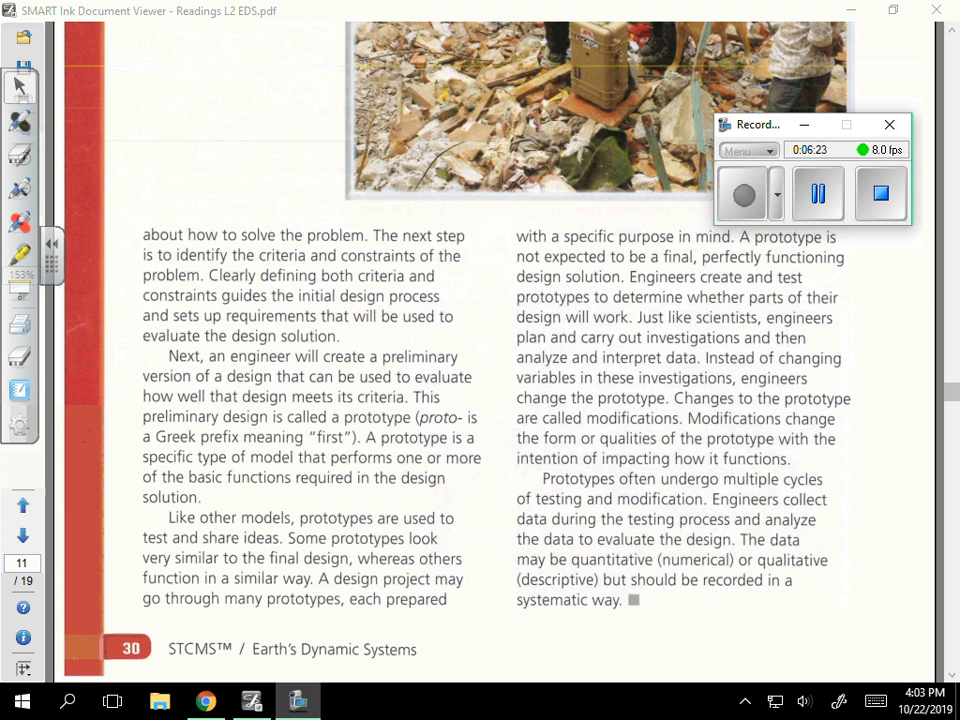 SMART Ink Document Viewer - Readings L2 EDS.pdf
LOCATOR
Record...
Menu
0:06:23
8.0 fps
153%
about how to solve the problem. The next step
is to identify the criteria and constraints of the
problem. Clearly defining both criteria and
constraints guides the initial design process
and sets up requirements that will be used to
evaluate the design solution.
Next, an engineer will create a preliminary
version of a design that can be used to evaluate
how well that design meets its criteria. This
preliminary design is called a prototype (proto- is
a Greek prefix meaning “first”). A prototype is a
specific type of model that performs one or more
of the basic functions required in the design
solution.
Like other models, prototypes are used to
test and share ideas. Some prototypes look
very similar to the final design, whereas others
function in a similar way. A design project may
go through many prototypes, each prepared
with a specific purpose in mind. A prototype is
not expected to be a final, perfectly functioning
design solution. Engineers create and test
prototypes to determine whether parts of their
design will work. Just like scientists, engineers
plan and carry out investigations and then
analyze and interpret data. Instead of changing
variables in these investigations, engineers
change the prototype. Changes to the prototype
are called modifications. Modifications change
the form or qualities of the prototype with the
intention of impacting how it functions.
Prototypes often undergo multiple cycles
of testing and modification. Engineers collect
data during the testing process and analyze
the data to evaluate the design. The data
may be quantitative (numerical) or qualitative
(descriptive) but should be recorded in a
systematic way.
11
/ 19
30 STCMS™ / Earth's Dynamic Systems
4:03 PM
10/22/2019